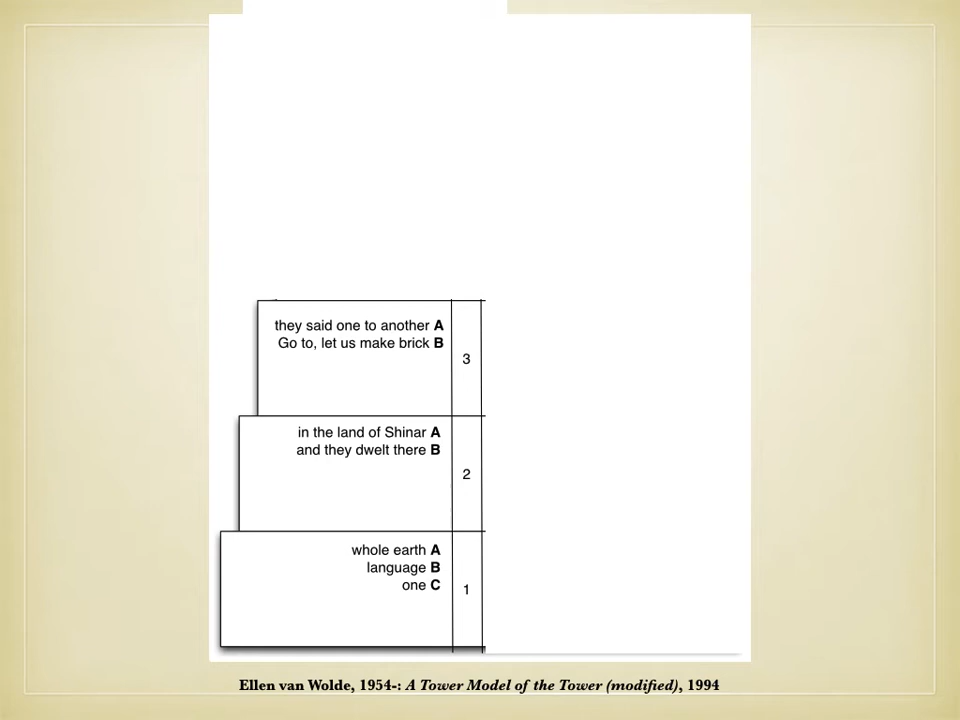 they said one to another A
Go to, let us make brick B
3
in the land of Shinar A
and they dwelt there B
2
whole earth A
language B
one C
1
Ellen van Wolde, 1954-: A Tower Model of the Tower (modified), 1994